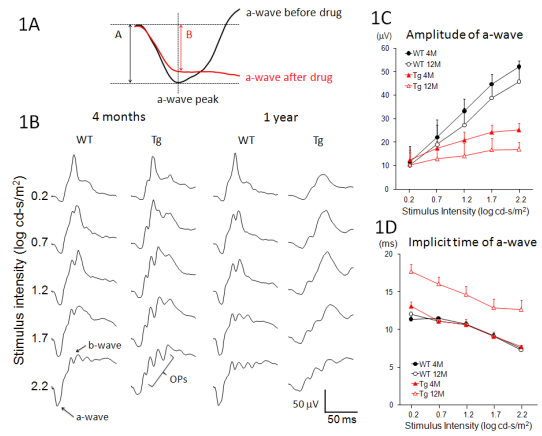 1A
a-wave before drug
A
B
a-wave after drug
a-wave peak
1B
4 months
1 year
WT
Tg
WT
Tg
Stimulus Intensity (log cd-s/m²)
0.2
0.7
1.2
1.7
2.2
b-wave
OPs
a-wave
50 µV
50 ms
1C
Amplitude of a-wave
(µV)
60
50
40
30
20
10
0
WT 4M
WT 12M
Tg 4M
Tg 12M
0.2 0.7 1.2 1.7 2.2
Stimulus Intensity (log cd-s/m²)
1D
(ms)
Implicit time of a-wave
20
15
10
5
0
WT 4M
WT 12M
Tg 4M
Tg 12M
0.2 0.7 1.2 1.7 2.2
Stimulus Intensity (log cd-s/m²)